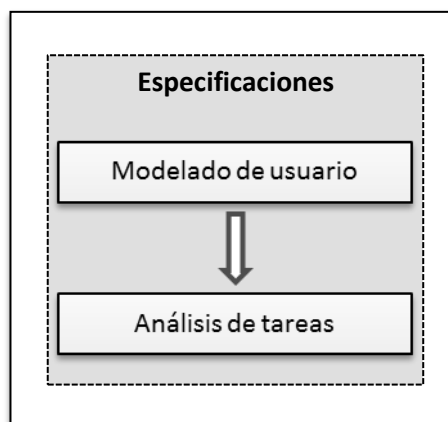 Especificaciones
Modelado de usuario
Análisis de tareas